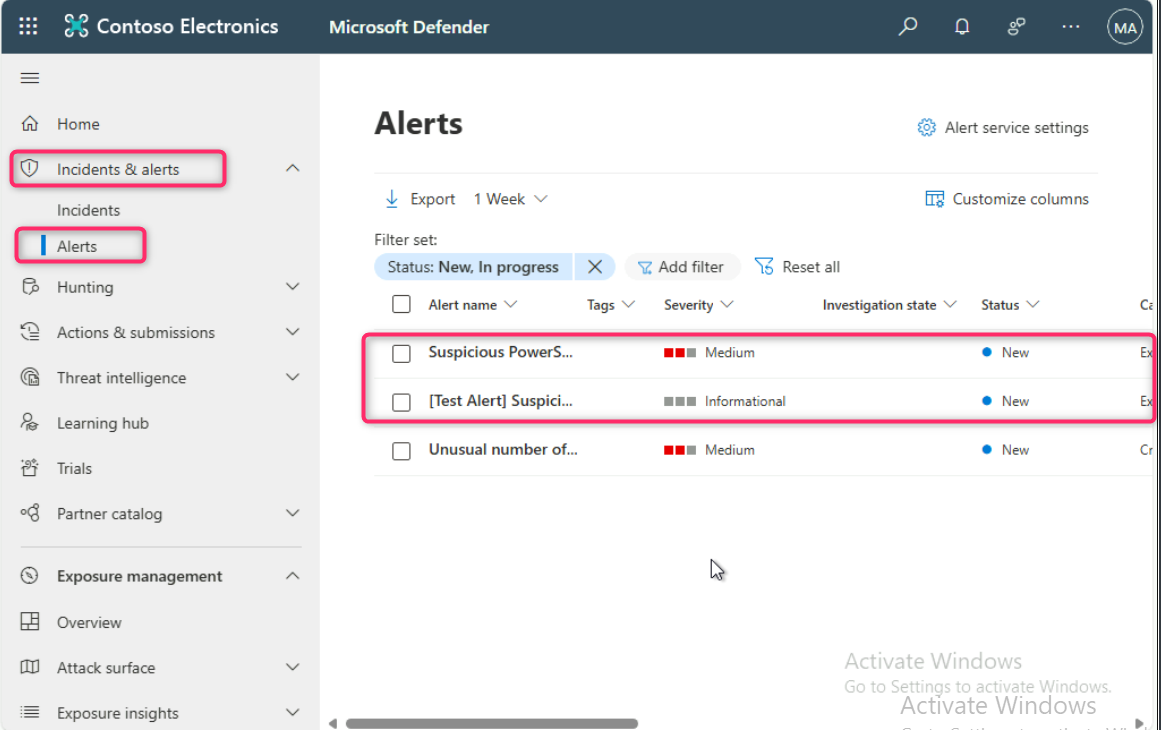 Contoso Electronics Microsoft Defender MA
Home
Incidents & alerts
Incidents
Alerts
Hunting
Actions & submissions
Threat intelligence
Learning hub
Trials
Partner catalog
Exposure management
Overview
Attack surface
Exposure insights
Alerts
Alert service settings
Export 1 Week Customize columns
Filter set:
Status: New, In progress Add filter Reset all
Alert name Tags Severity Investigation state Status Ca
Suspicious PowerS... Medium New Ex
[Test Alert] Suspici... Informational New Ex
Unusual number of... Medium New Cr
Activate Windows
Go to Settings to activate Windows.
Activate Windows